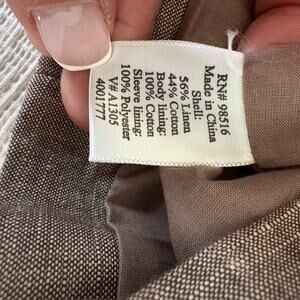 RN# 98516
Made in China
Shell:
56% Linen
44% Cotton
Body lining:
100% Cotton
Sleeve lining:
100% Polyester
V#A1305
4001777